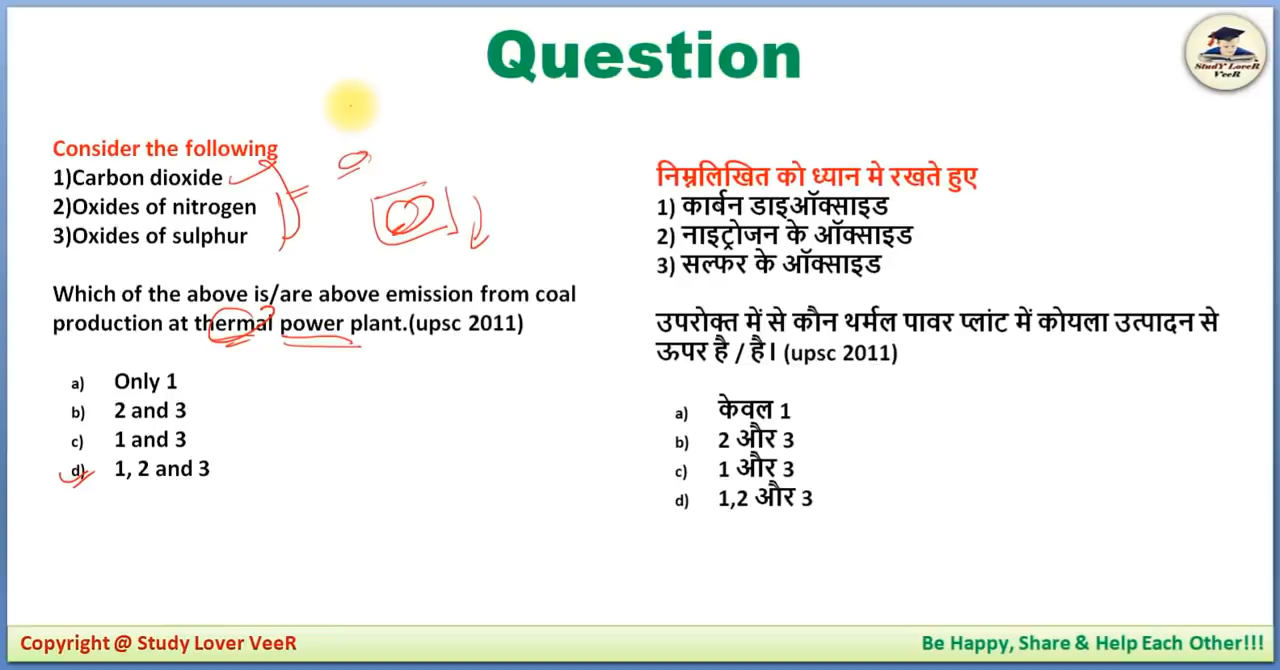 Question
StudY LoveR
VeeR
Consider the following
1)Carbon dioxide
2)Oxides of nitrogen
3)Oxides of sulphur
Which of the above is/are above emission from coal
production at thermal power plant.(upsc 2011)
a) Only 1
b) 2 and 3
c) 1 and 3
d) 1, 2 and 3
निम्नलिखित को ध्यान मे रखते हुए
1) कार्बन डाइऑक्साइड
2) नाइट्रोजन के ऑक्साइड
3) सल्फर के ऑक्साइड
उपरोक्त में से कौन थर्मल पावर प्लांट में कोयला उत्पादन से
ऊपर है / है। (upsc 2011)
a) केवल 1
b) 2 और 3
c) 1 और 3
d) 1,2 और 3
Copyright @ Study Lover VeeR
Be Happy, Share & Help Each Other!!!